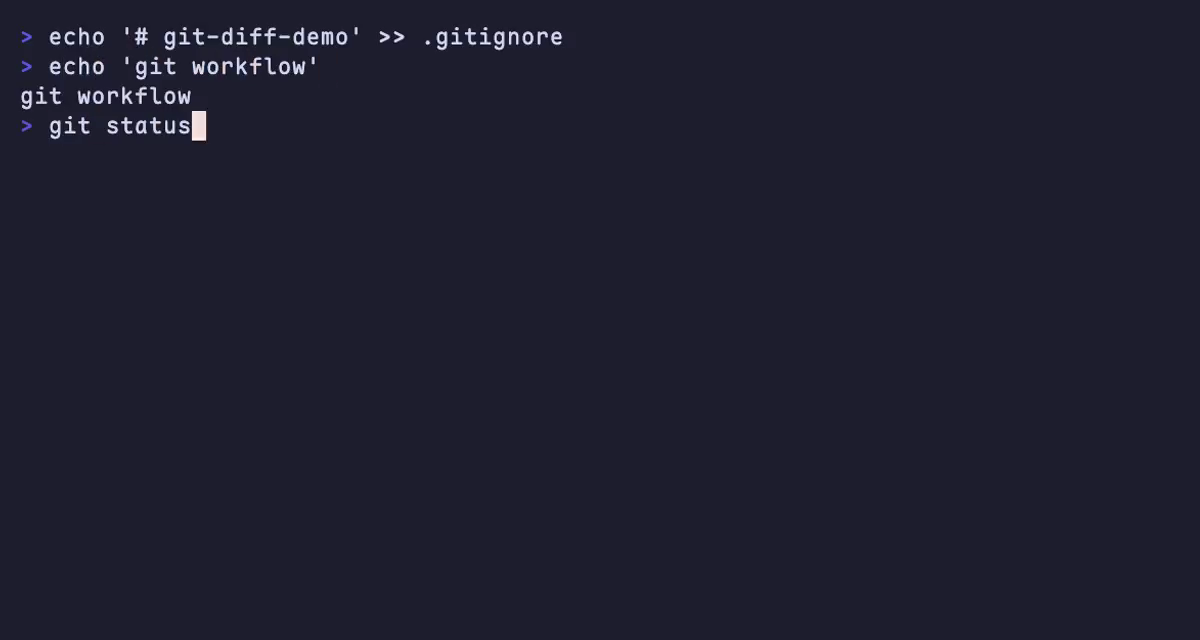 > echo '# git-diff-demo' >> .gitignore
> echo 'git workflow'
git workflow
> git status